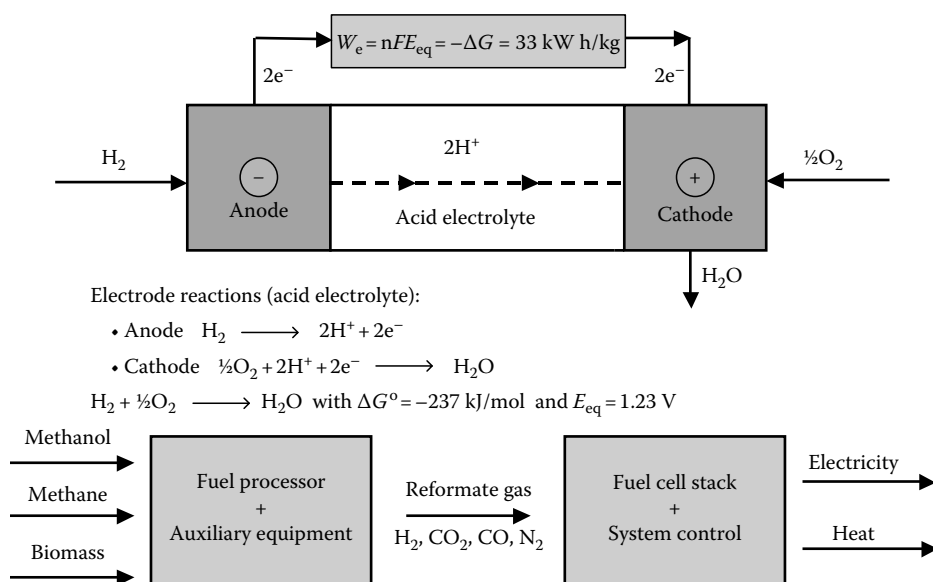 W_e = nFE_eq = −ΔG = 33 kW h/kg
2e⁻
2e⁻
H₂
2H⁺
½O₂
−
+
Anode
Acid electrolyte
Cathode
H₂O
Electrode reactions (acid electrolyte):
• Anode H₂ ⟶ 2H⁺ + 2e⁻
• Cathode ½O₂ + 2H⁺ + 2e⁻ ⟶ H₂O
H₂ + ½O₂ ⟶ H₂O with ΔG° = −237 kJ/mol and E_eq = 1.23 V
Methanol
Methane
Biomass
Fuel processor
+
Auxiliary equipment
Reformate gas
H₂, CO₂, CO, N₂
Fuel cell stack
+
System control
Electricity
Heat